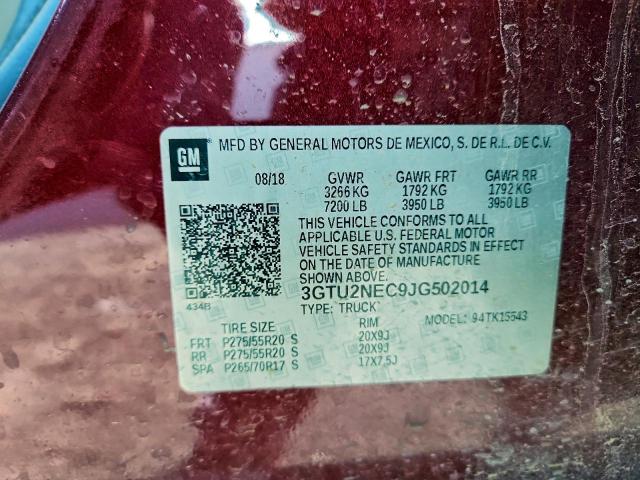 GM MFD BY GENERAL MOTORS DE MEXICO, S. DE R.L. DE C.V.
08/18 GVWR GAWR FRT GAWR RR
3266 KG 1792 KG 1792 KG
7200 LB 3950 LB 3950 LB
THIS VEHICLE CONFORMS TO ALL
APPLICABLE U.S. FEDERAL MOTOR
VEHICLE SAFETY STANDARDS IN EFFECT
ON THE DATE OF MANUFACTURE
SHOWN ABOVE.
3GTU2NEC9JG502014
434B TYPE: TRUCK MODEL: 94TK15543
TIRE SIZE RIM
FRT P275/55R20 S 20X9J
RR P275/55R20 S 20X9J
SPA P265/70R17 S 17X7.5J